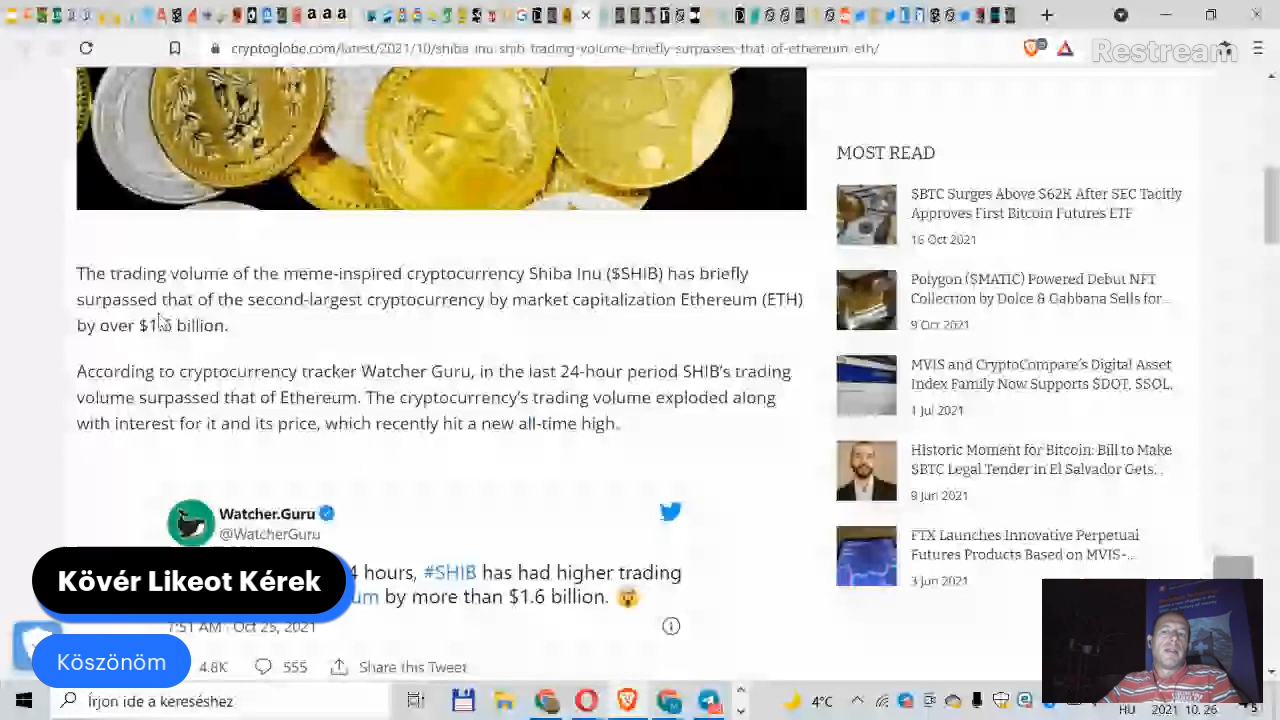 cryptoglobe.com/latest/2021/10/shiba-inu-shib-trading-volume-briefly-surpasses-that-of-ethereum-eth/
Restream
The trading volume of the meme-inspired cryptocurrency Shiba Inu ($SHIB) has briefly
surpassed that of the second-largest cryptocurrency by market capitalization Ethereum (ETH)
by over $1.6 billion.
According to cryptocurrency tracker Watcher Guru, in the last 24-hour period SHIB's trading
volume surpassed that of Ethereum. The cryptocurrency's trading volume exploded along
with interest for it and its price, which recently hit a new all-time high.
Watcher.Guru
@WatcherGuru
4 hours, #SHIB has had higher trading
um by more than $1.6 billion.
7:51 AM · Oct 25, 2021
4.8K 555 Share this Tweet
MOST READ
$BTC Surges Above $62K After SEC Tacitly
Approves First Bitcoin Futures ETF
16 Oct 2021
Polygon ($MATIC) Powered Debut NFT
Collection by Dolce & Gabbana Sells for...
9 Oct 2021
MVIS and CryptoCompare's Digital Asset
Index Family Now Supports $DOT, $SOL,
1 Jul 2021
Historic Moment for Bitcoin: Bill to Make
$BTC Legal Tender in El Salvador Gets...
9 Jun 2021
FTX Launches Innovative Perpetual
Futures Products Based on MVIS-...
3 Jun 2021
Kövér Likeot Kérek
Köszönöm
Írjon ide a kereséshez
4°C
HU
2021. 10. 26.